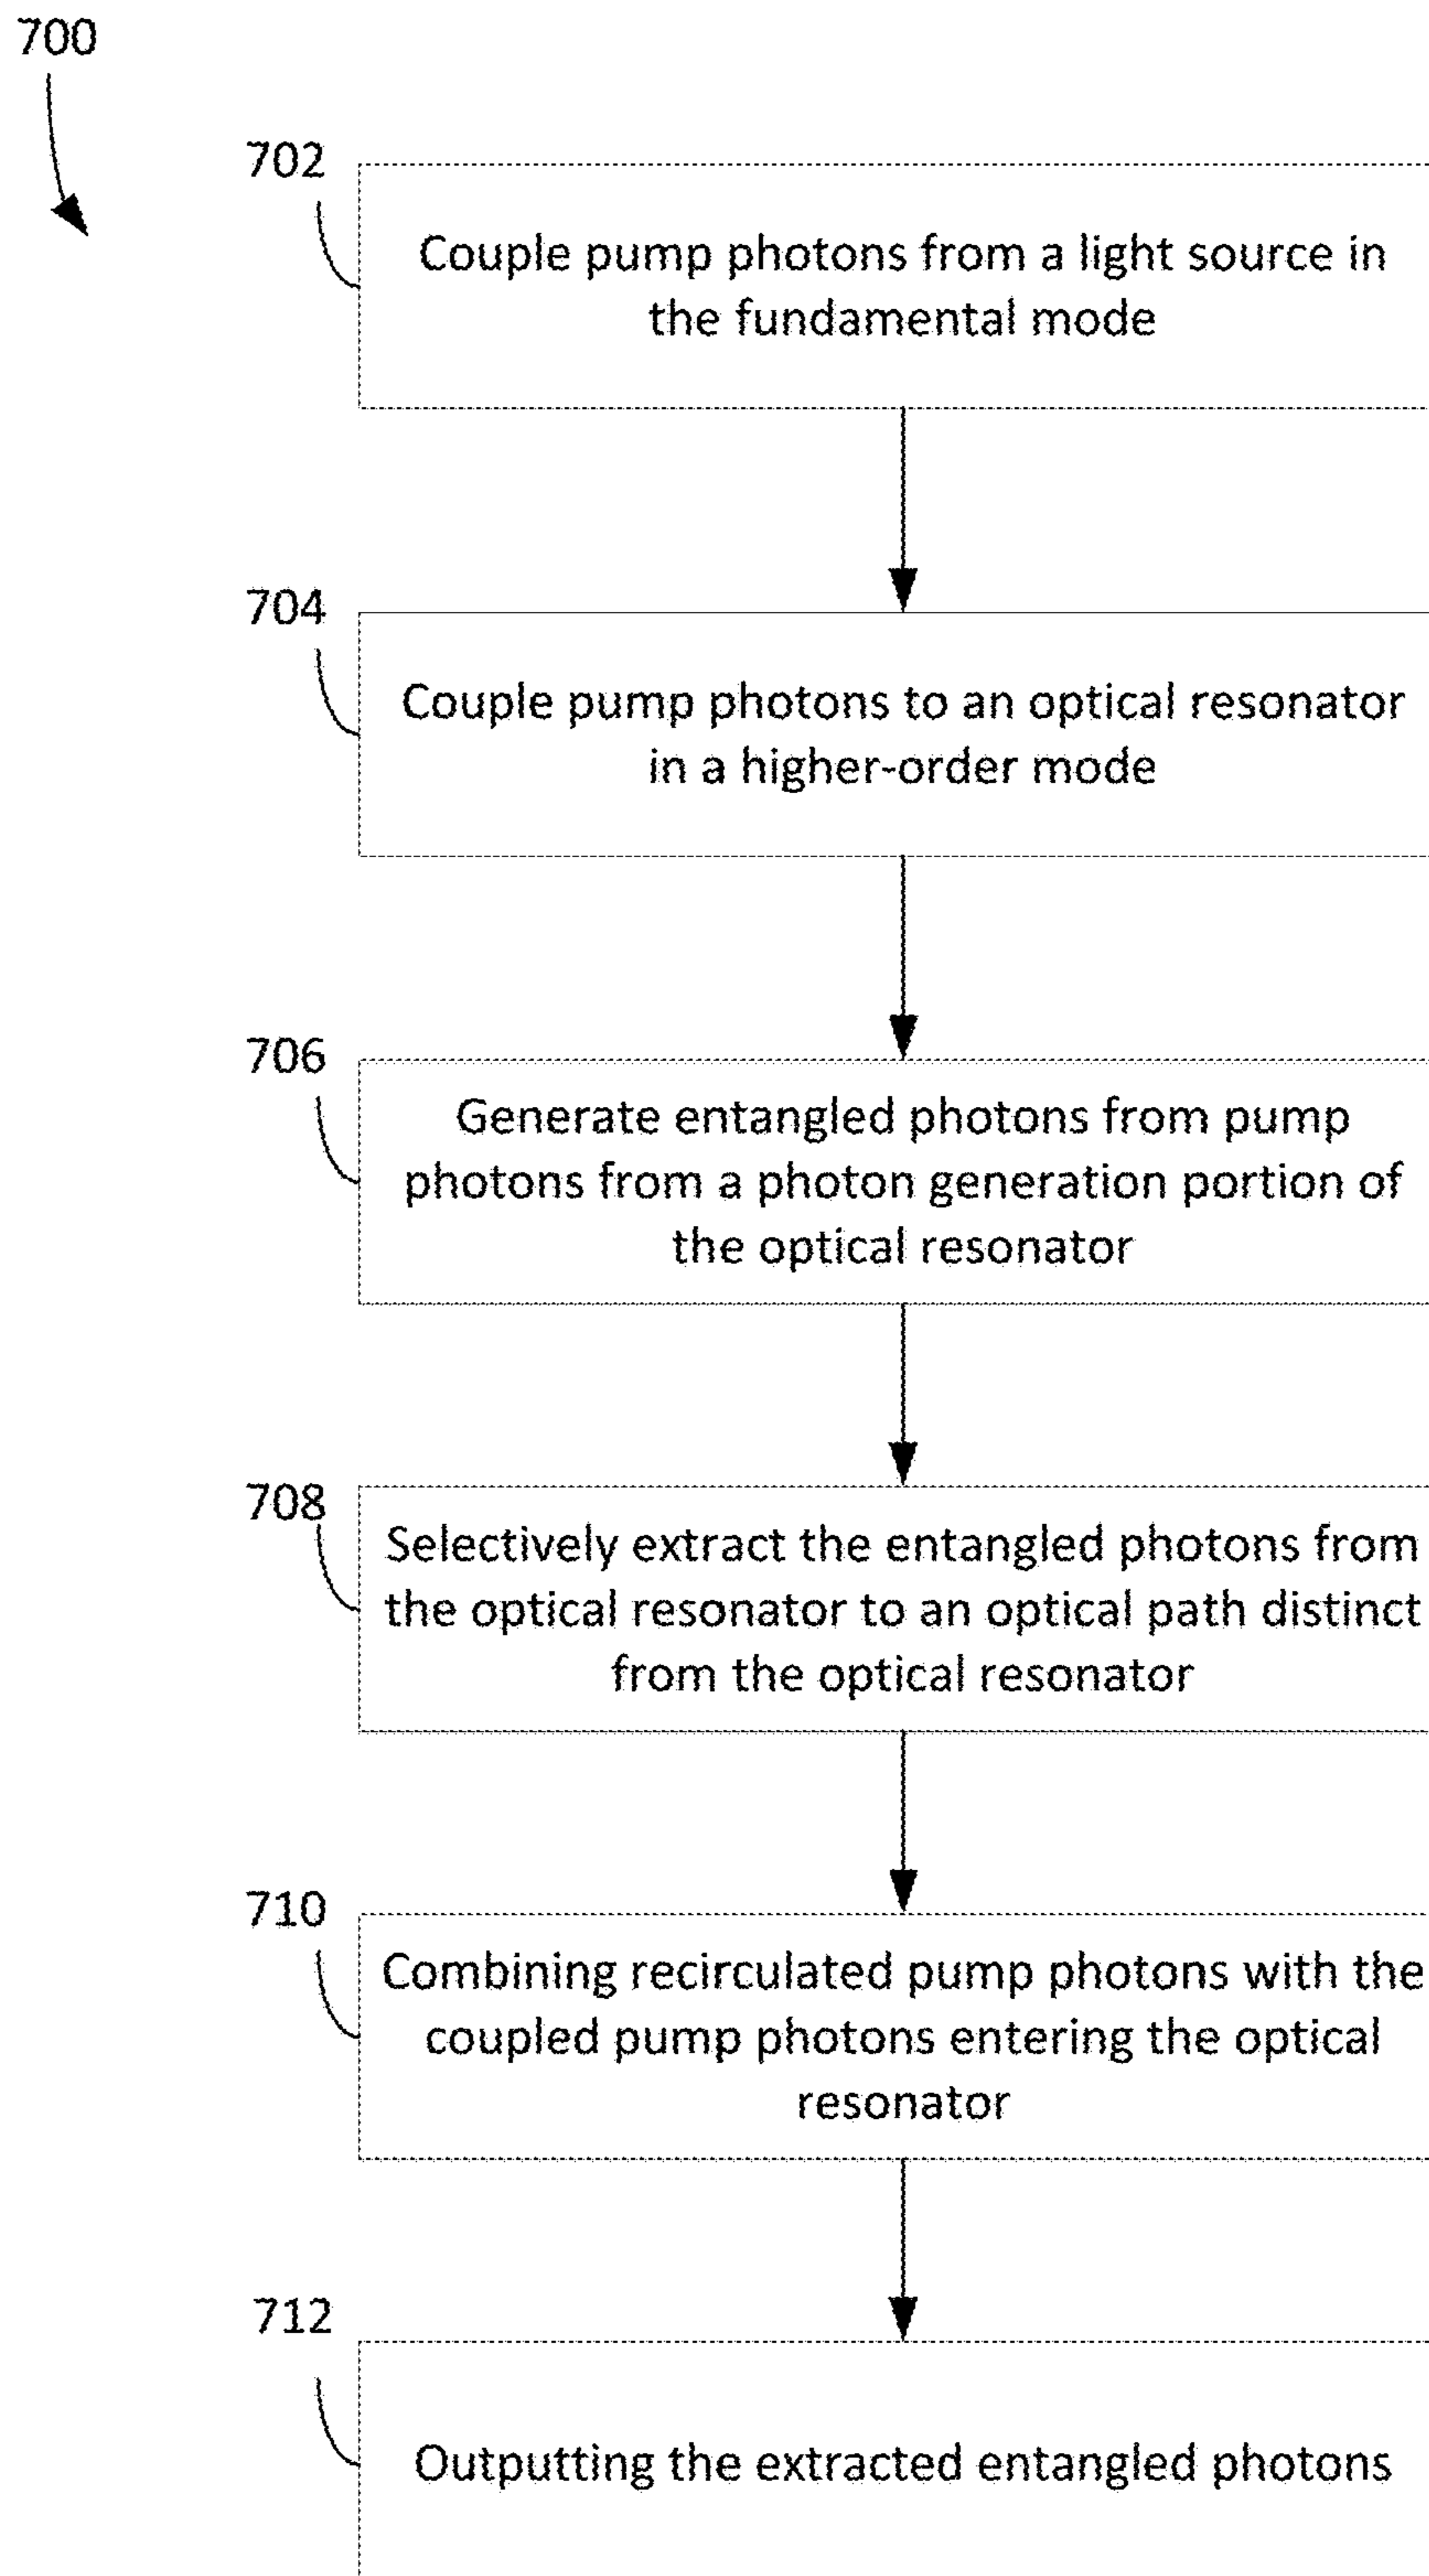 700
702
Couple pump photons from a light source in
the fundamental mode
704
Couple pump photons to an optical resonator
in a higher-order mode
706
Generate entangled photons from pump
photons from a photon generation portion of
the optical resonator
708
Selectively extract the entangled photons from
the optical resonator to an optical path distinct
from the optical resonator
710
Combining recirculated pump photons with the
coupled pump photons entering the optical
resonator
712
Outputting the extracted entangled photons